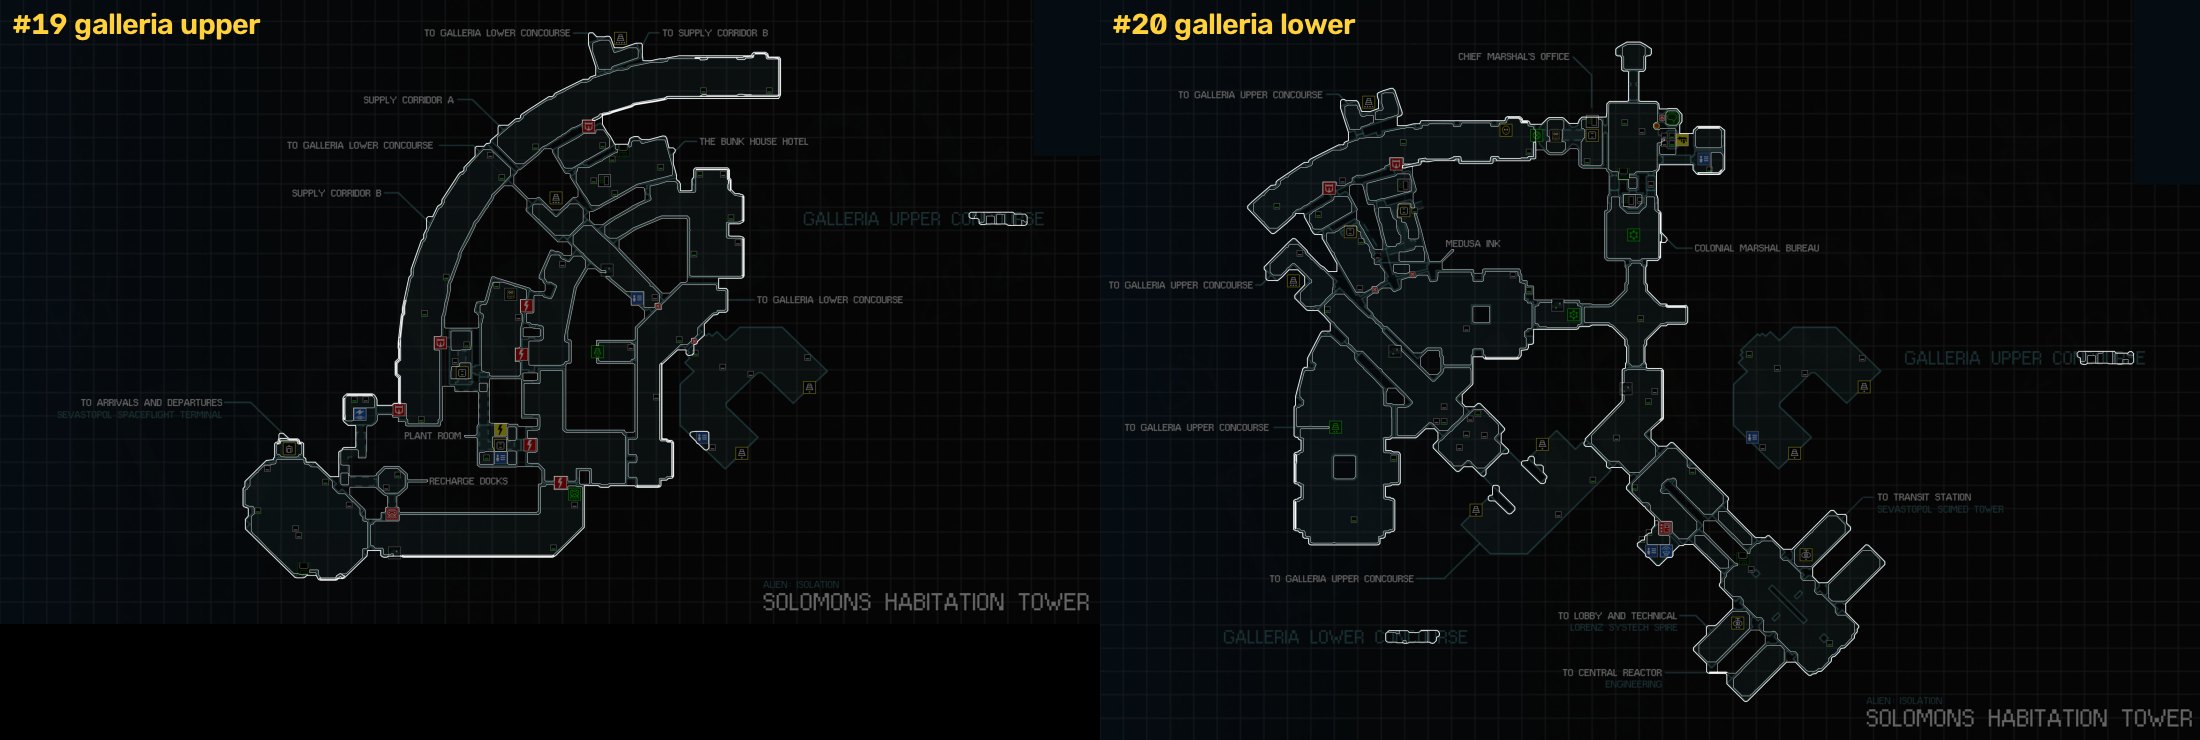 #19 galleria upper
TO GALLERIA LOWER CONCOURSE
TO SUPPLY CORRIDOR B
SUPPLY CORRIDOR A
TO GALLERIA LOWER CONCOURSE
THE BUNK HOUSE HOTEL
SUPPLY CORRIDOR B
GALLERIA UPPER
TO GALLERIA LOWER CONCOURSE
TO ARRIVALS AND DEPARTURES
SEVASTOPOL SPACEFLIGHT TERMINAL
PLANT ROOM
RECHARGE DOCKS
ALIEN: ISOLATION
SOLOMONS HABITATION TOWER
#20 galleria lower
CHIEF MARSHAL'S OFFICE
TO GALLERIA UPPER CONCOURSE
MEDUSA INK
COLONIAL MARSHAL BUREAU
TO GALLERIA UPPER CONCOURSE
GALLERIA UPPER
TO GALLERIA UPPER CONCOURSE
TO TRANSIT STATION
SEVASTOPOL SCIMED TOWER
TO GALLERIA UPPER CONCOURSE
TO LOBBY AND TECHNICAL
LORENZ SYSTECH SPIRE
GALLERIA LOWER
TO CENTRAL REACTOR
ENGINEERING
ALIEN: ISOLATION
SOLOMONS HABITATION TOWER